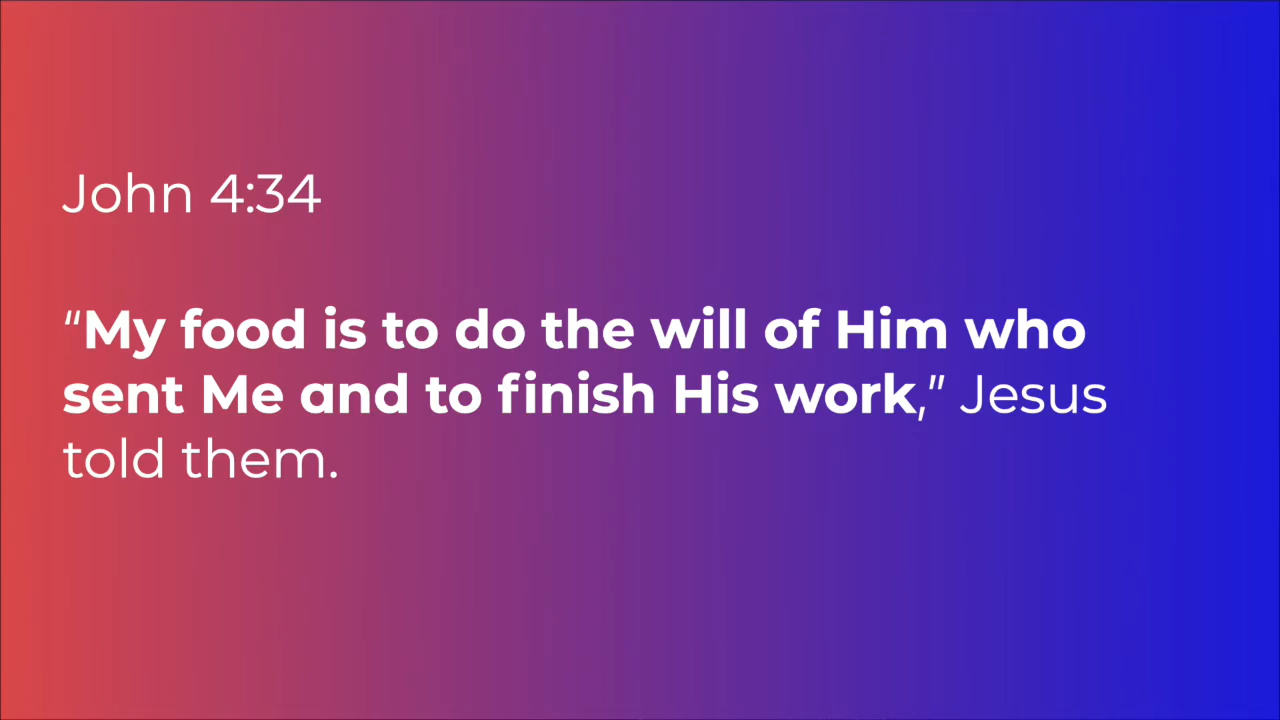 John 4:34
“My food is to do the will of Him who
sent Me and to finish His work,” Jesus
told them.